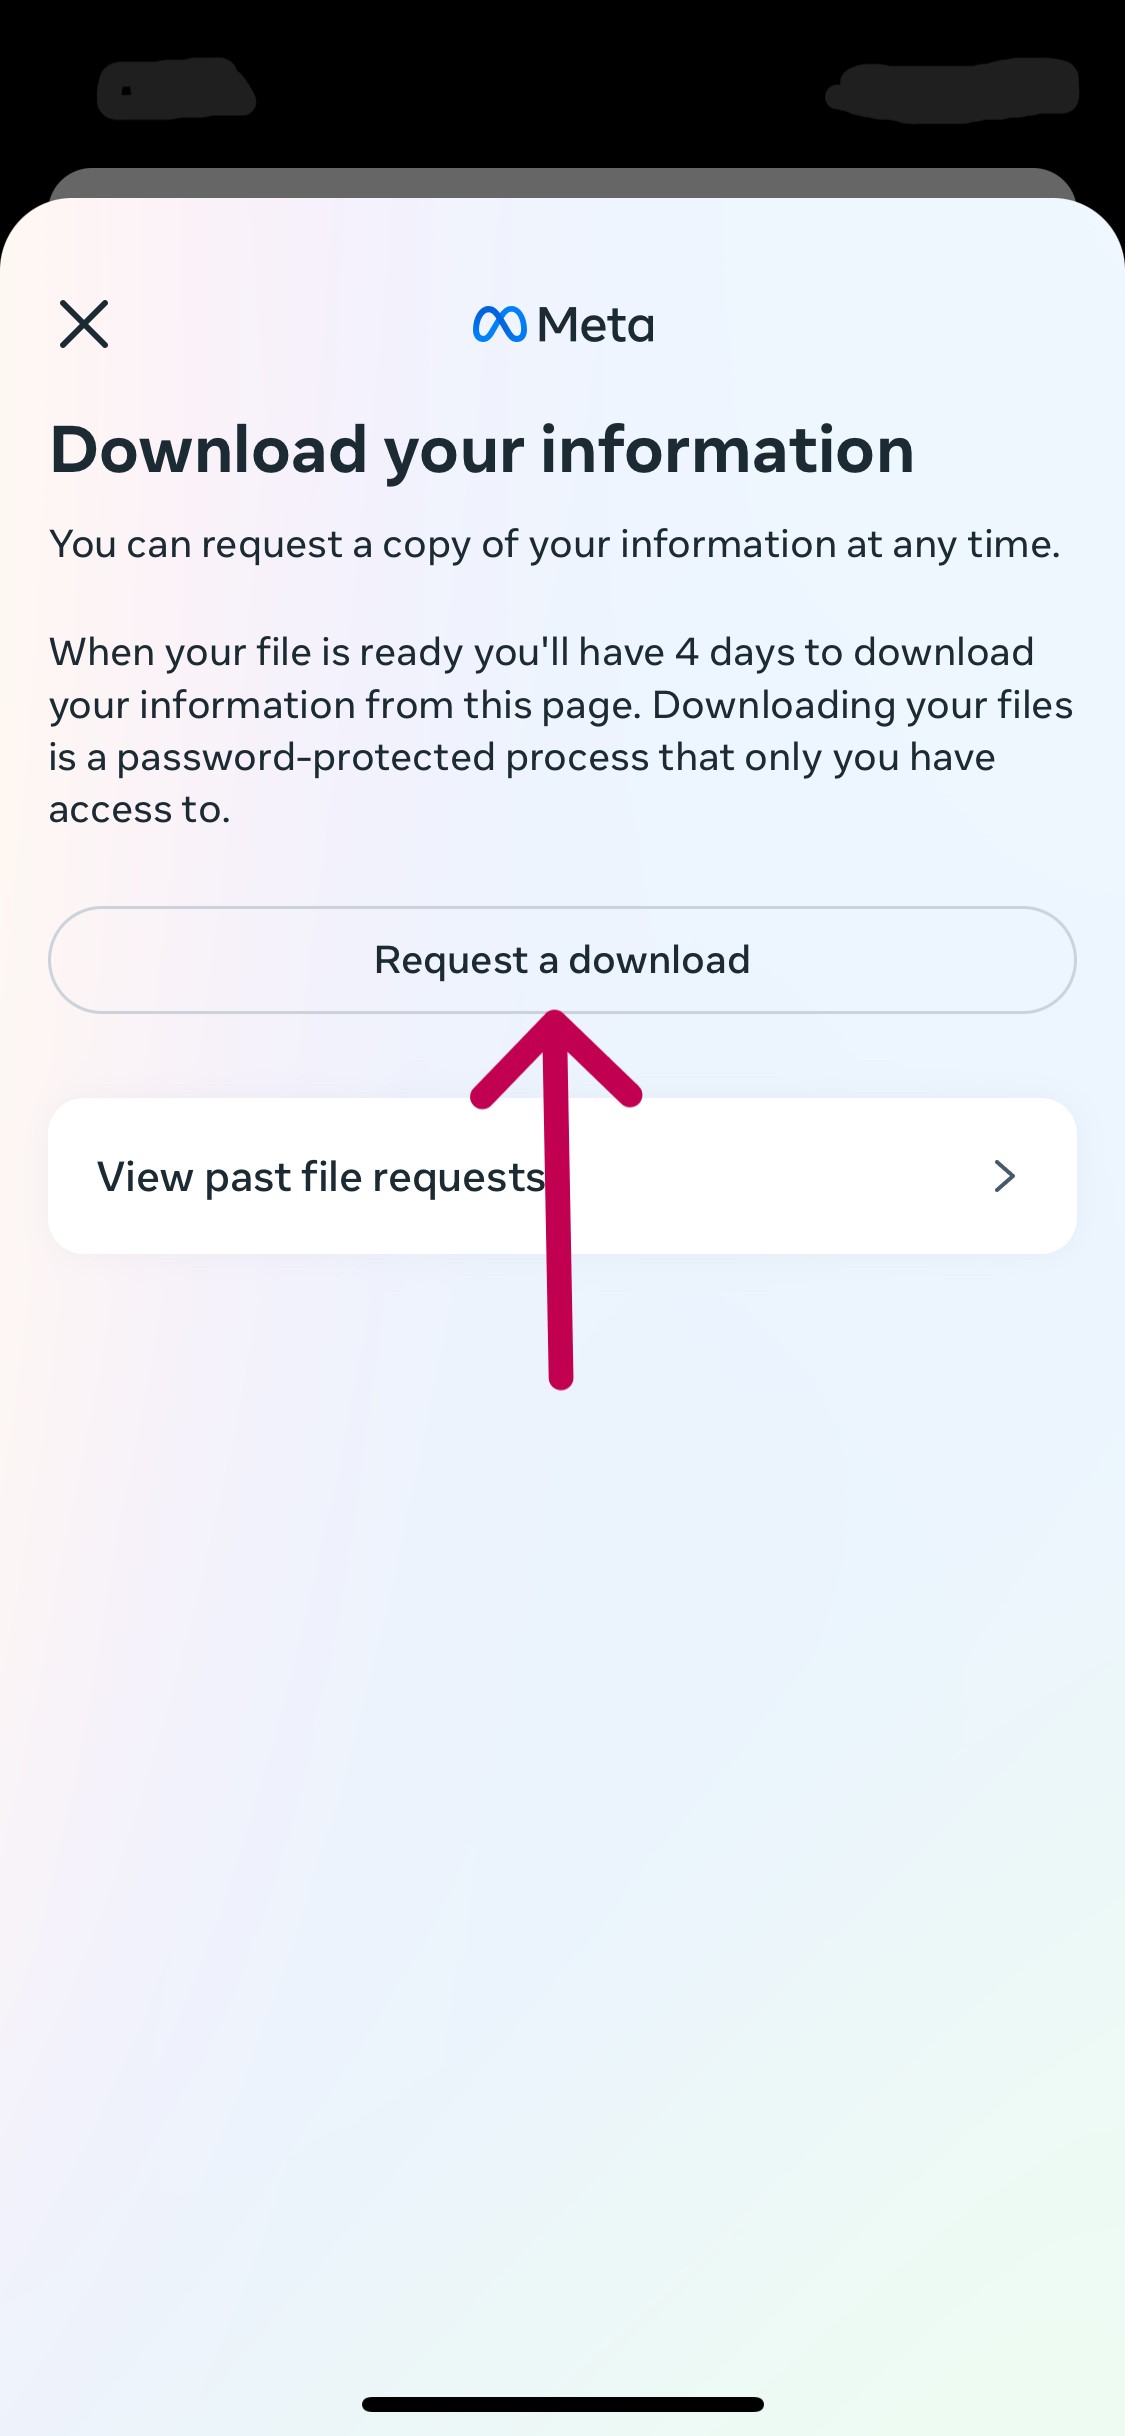 Meta
Download your information
You can request a copy of your information at any time.
When your file is ready you'll have 4 days to download
your information from this page. Downloading your files
is a password-protected process that only you have
access to.
Request a download
View past file requests